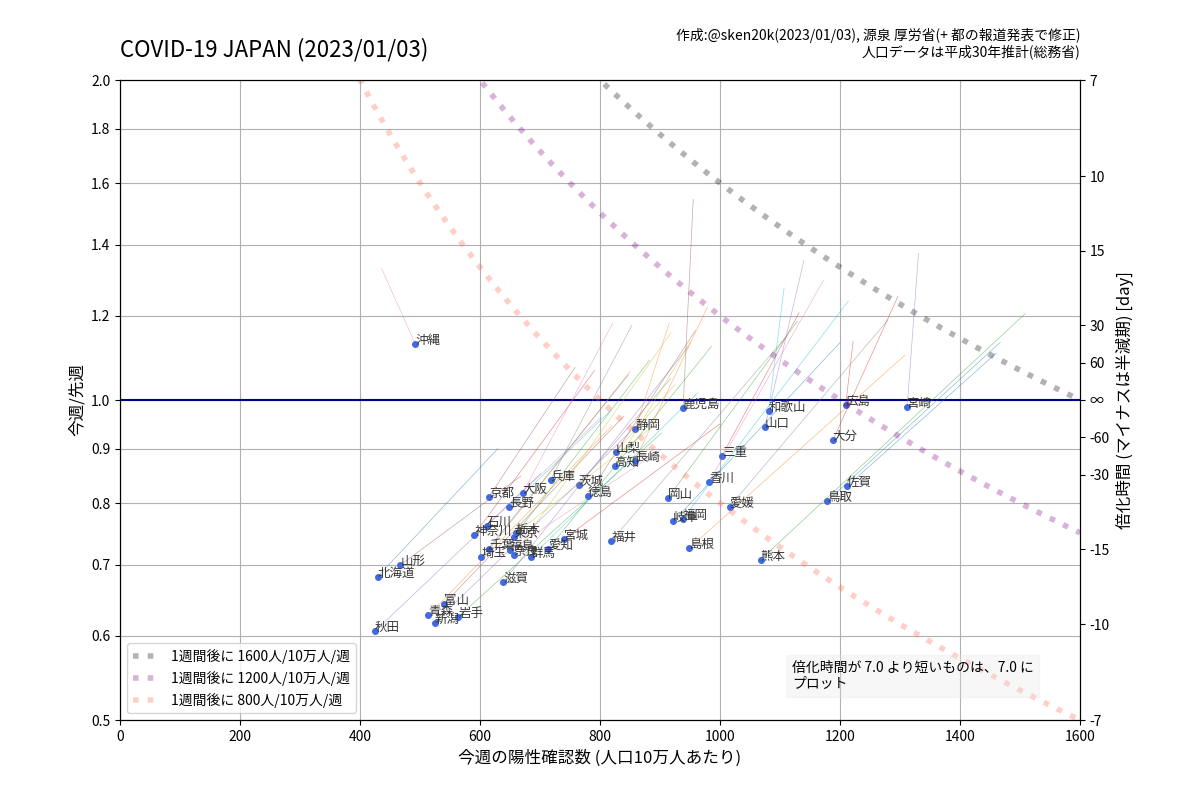 COVID-19 JAPAN (2023/01/03)
作成:@sken20k(2023/01/03), 源泉 厚労省(+ 都の報道発表で修正)
人口データは平成30年推計(総務省)
2.0
1.8
1.6
1.4
1.2
1.0
0.9
0.8
0.7
0.6
0.5
今週/先週
7
10
15
30
60
∞
-60
-30
-15
-10
-7
倍化時間 (マイナスは半減期) [day]
沖縄
鹿児島
和歌山
広島
宮崎
山口
静岡
大分
山梨
三重
高知
長崎
兵庫
茨城
香川
佐賀
京都
大阪
徳島
岡山
鳥取
長野
愛媛
石川
岐阜
福岡
神奈川
栃木
東京
宮城
福井
千葉
福島
愛知
島根
埼玉
奈良
群馬
熊本
山形
北海道
滋賀
富山
青森
岩手
新潟
秋田
1週間後に 1600人/10万人/週
1週間後に 1200人/10万人/週
1週間後に 800人/10万人/週
倍化時間が 7.0 より短いものは、7.0 に
プロット
0
200
400
600
800
1000
1200
1400
1600
今週の陽性確認数 (人口10万人あたり)